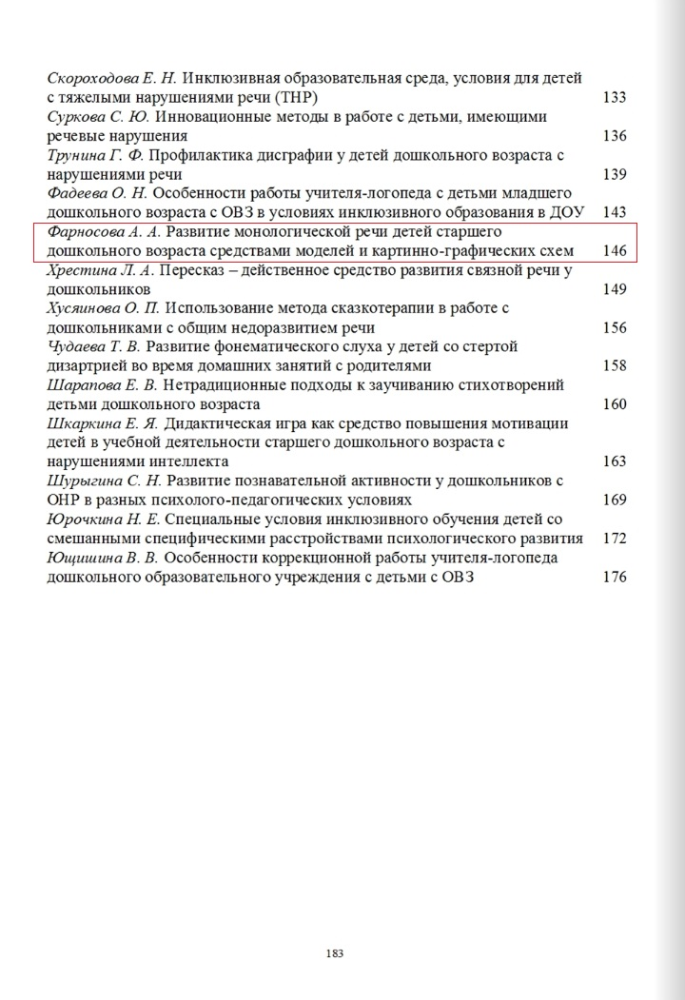 Скороходова Е. Н. Инклюзивная образовательная среда, условия для детей
с тяжелыми нарушениями речи (ТНР) 133
Суркова С. Ю. Инновационные методы в работе с детьми, имеющими
речевые нарушения 136
Трунина Г. Ф. Профилактика дисграфии у детей дошкольного возраста с
нарушениями речи 139
Фадеева О. Н. Особенности работы учителя-логопеда с детьми младшего
дошкольного возраста с ОВЗ в условиях инклюзивного образования в ДОУ 143
Фарносова А. А. Развитие монологической речи детей старшего
дошкольного возраста средствами моделей и картинно-графических схем 146
Хрестина Л. А. Пересказ – действенное средство развития связной речи у
дошкольников 149
Хусяинова О. П. Использование метода сказкотерапии в работе с
дошкольниками с общим недоразвитием речи 156
Чудаева Т. В. Развитие фонематического слуха у детей со стертой
дизартрией во время домашних занятий с родителями 158
Шарапова Е. В. Нетрадиционные подходы к заучиванию стихотворений
детьми дошкольного возраста 160
Шкаркина Е. Я. Дидактическая игра как средство повышения мотивации
детей в учебной деятельности старшего дошкольного возраста с
нарушениями интеллекта 163
Шурыгина С. Н. Развитие познавательной активности у дошкольников с
ОНР в разных психолого-педагогических условиях 169
Юрочкина Н. Е. Специальные условия инклюзивного обучения детей со
смешанными специфическими расстройствами психологического развития 172
Ющишина В. В. Особенности коррекционной работы учителя-логопеда
дошкольного образовательного учреждения с детьми с ОВЗ 176
183